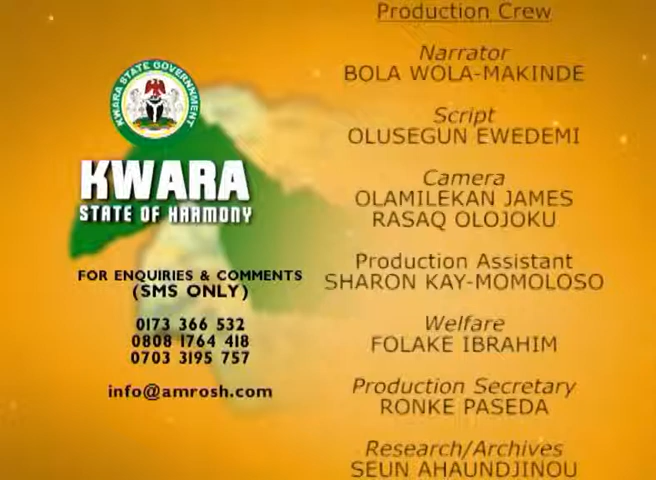 KWARA STATE GOVERNMENT
KWARA
STATE OF HARMONY
FOR ENQUIRIES & COMMENTS
(SMS ONLY)
0173 366 532
0808 1764 418
0703 3195 757
info@amrosh.com
Production Crew
Narrator
BOLA WOLA-MAKINDE
Script
OLUSEGUN EWEDEMI
Camera
OLAMILEKAN JAMES
RASAQ OLOJOKU
Production Assistant
SHARON KAY-MOMOLOSO
Welfare
FOLAKE IBRAHIM
Production Secretary
RONKE PASEDA
Research/Archives
SEUN AHAUNDJINOU